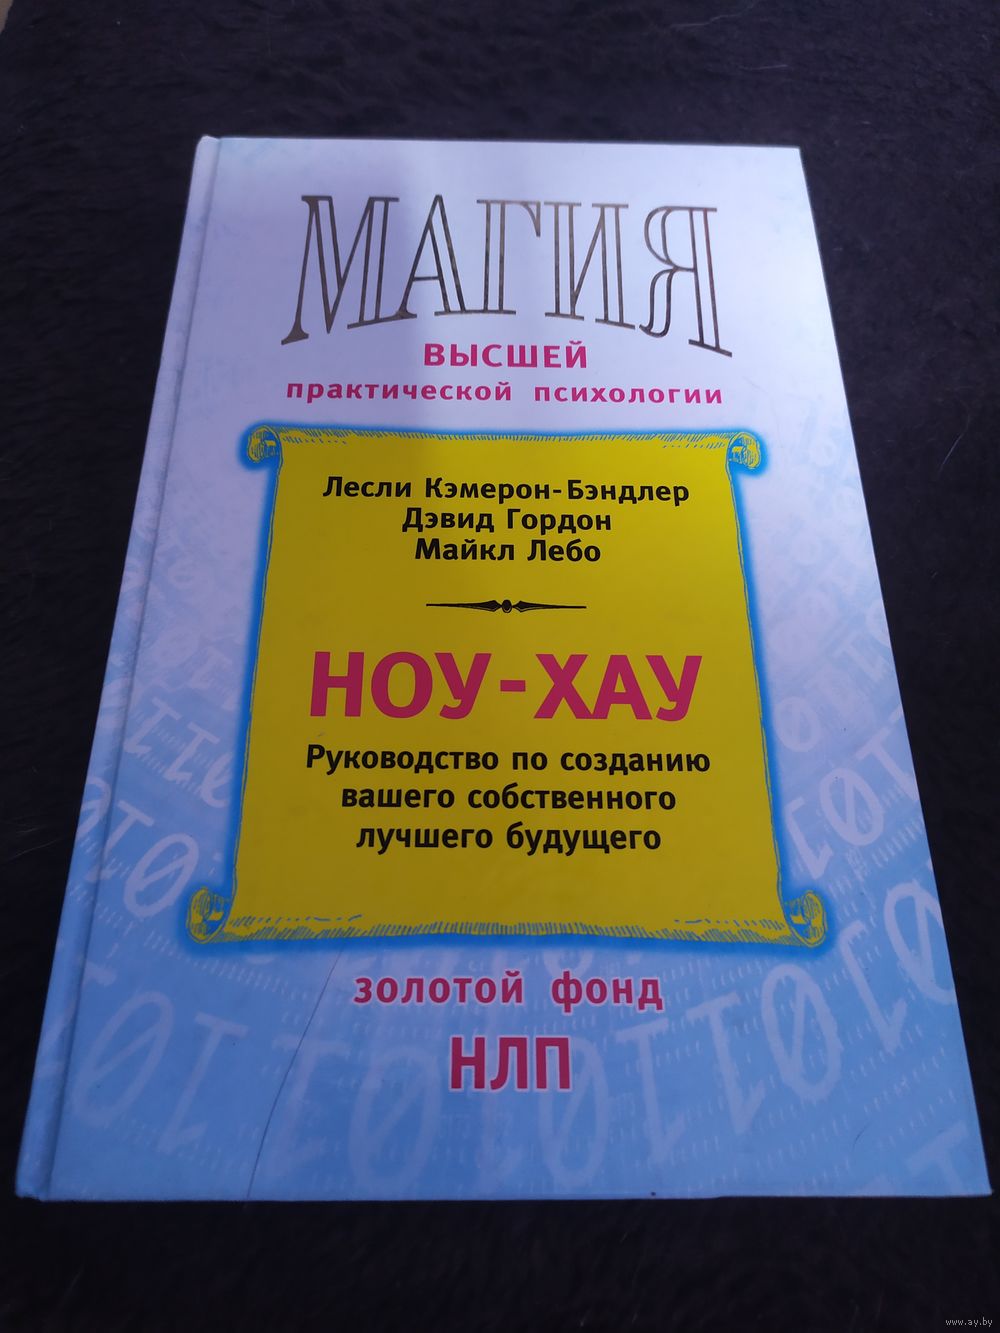 МАГИЯ
ВЫСШЕЙ
практической психологии
Лесли Кэмерон-Бэндлер
Дэвид Гордон
Майкл Лебо
НОУ-ХАУ
Руководство по созданию
вашего собственного
лучшего будущего
золотой фонд
НЛП
www.ay.by